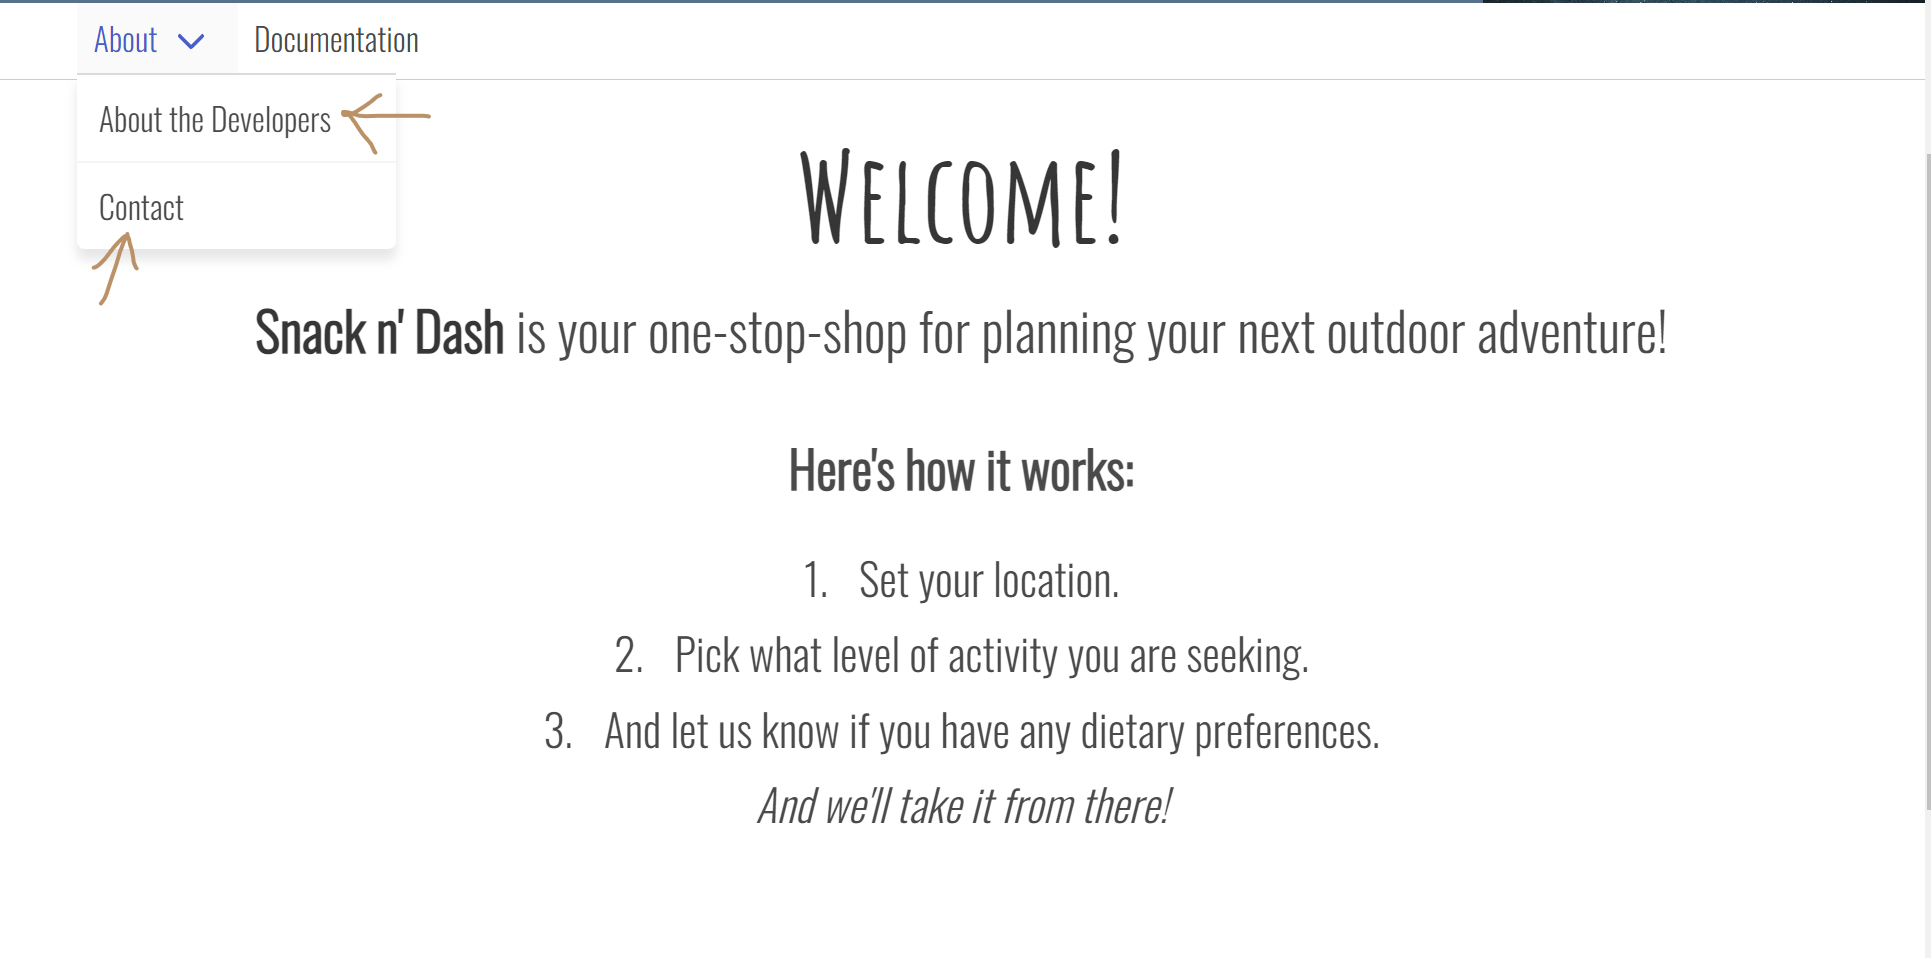 About Documentation
About the Developers
Contact
Welcome!
Snack n' Dash is your one-stop-shop for planning your next outdoor adventure!
Here's how it works:
1. Set your location.
2. Pick what level of activity you are seeking.
3. And let us know if you have any dietary preferences.
And we'll take it from there!